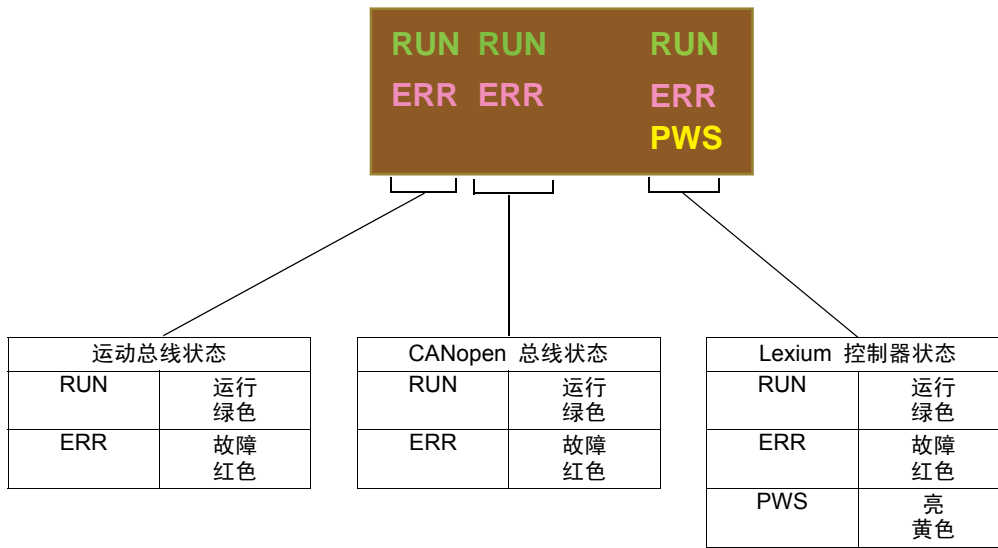 RUN RUN RUN
ERR ERR ERR
PWS
运动总线状态
RUN 运行
绿色
ERR 故障
红色
CANopen 总线状态
RUN 运行
绿色
ERR 故障
红色
Lexium 控制器状态
RUN 运行
绿色
ERR 故障
红色
PWS 亮
黄色